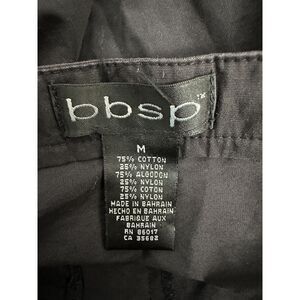 bbsp™
M
75% COTTON
25% NYLON
75% ALGODON
25% NYLON
75% COTON
25% NYLON
MADE IN BAHRAIN
HECHO EN BAHRAIN
FABRIQUE AUX
BAHRAIN
RN 86017
CA 35682